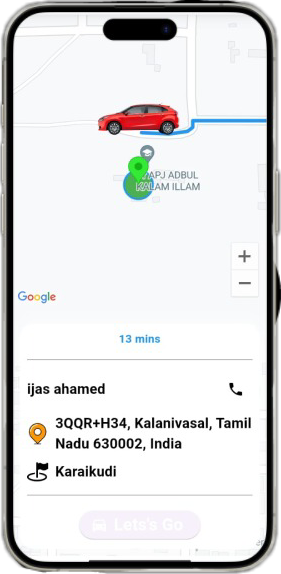 APJ ADBUL
KALAM ILLAM
+
−
Google
13 mins
ijas ahamed
3QQR+H34, Kalanivasal, Tamil
Nadu 630002, India
Karaikudi
Lets's Go